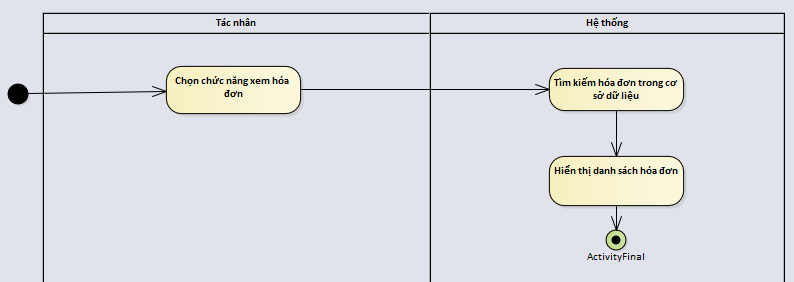 Tác nhân
Hệ thống
Chọn chức năng xem hóa
đơn
Tìm kiếm hóa đơn trong cơ
sở dữ liệu
Hiển thị danh sách hóa đơn
ActivityFinal